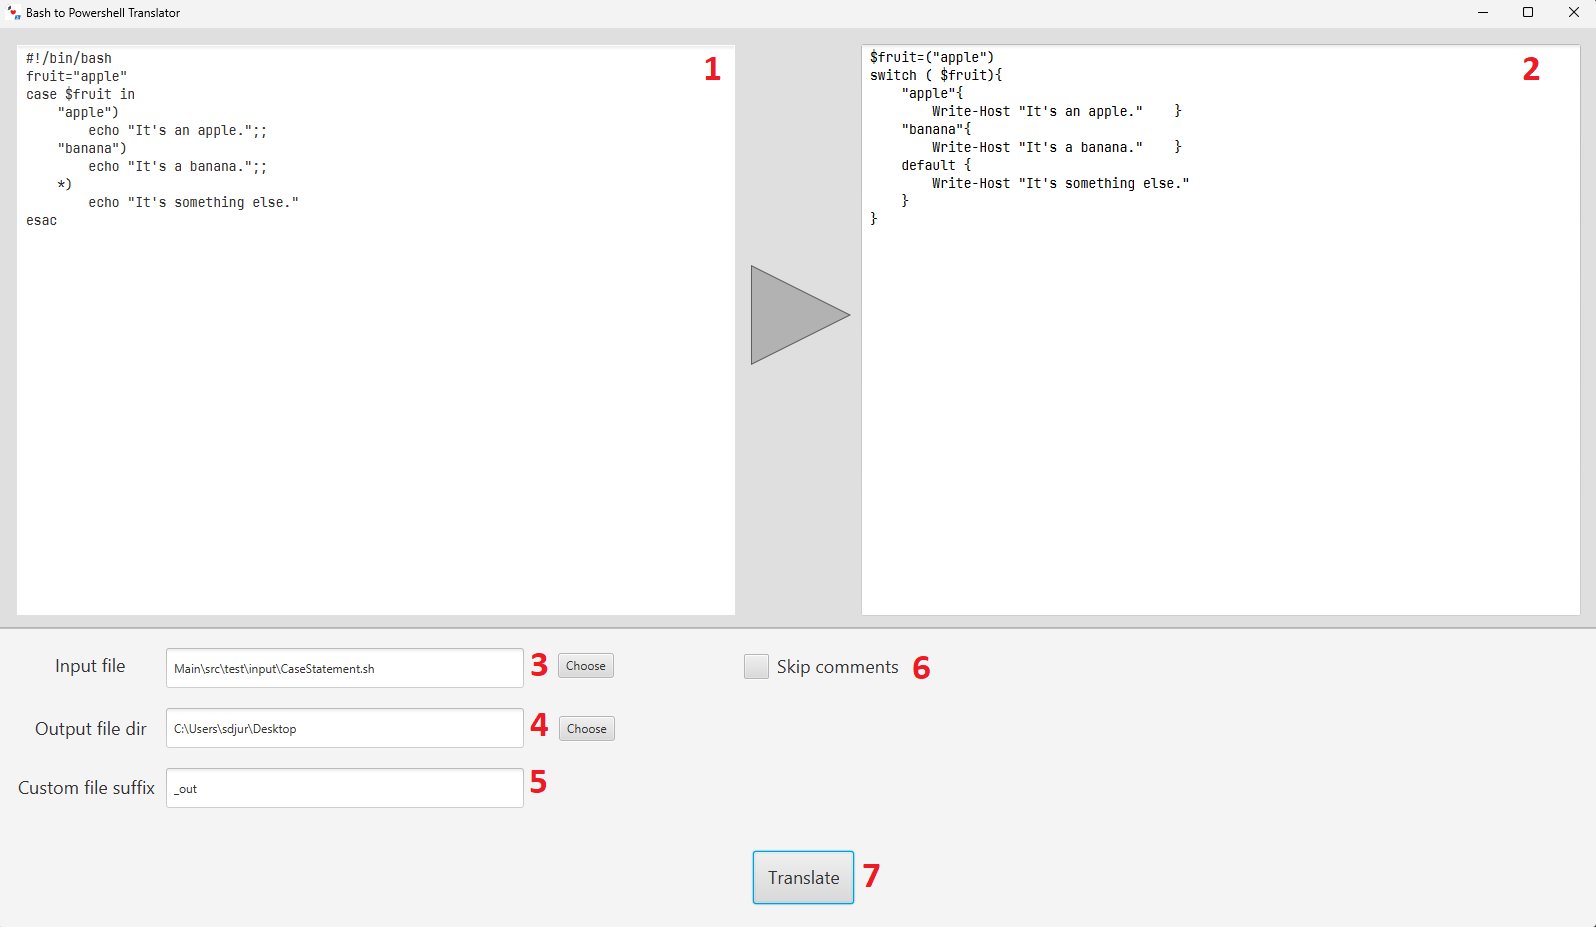 Bash to Powershell Translator
#!/bin/bash
fruit="apple"
case $fruit in
    "apple")
        echo "It's an apple.";;
    "banana")
        echo "It's a banana.";;
    *)
        echo "It's something else."
esac
1
$fruit=("apple")
switch ( $fruit){
    "apple"{
        Write-Host "It's an apple."    }
    "banana"{
        Write-Host "It's a banana."    }
    default {
        Write-Host "It's something else."
    }
}
2
Input file Main\src\test\input\CaseStatement.sh 3 Choose
Skip comments 6
Output file dir C:\Users\sdjur\Desktop 4 Choose
Custom file suffix _out 5
Translate 7